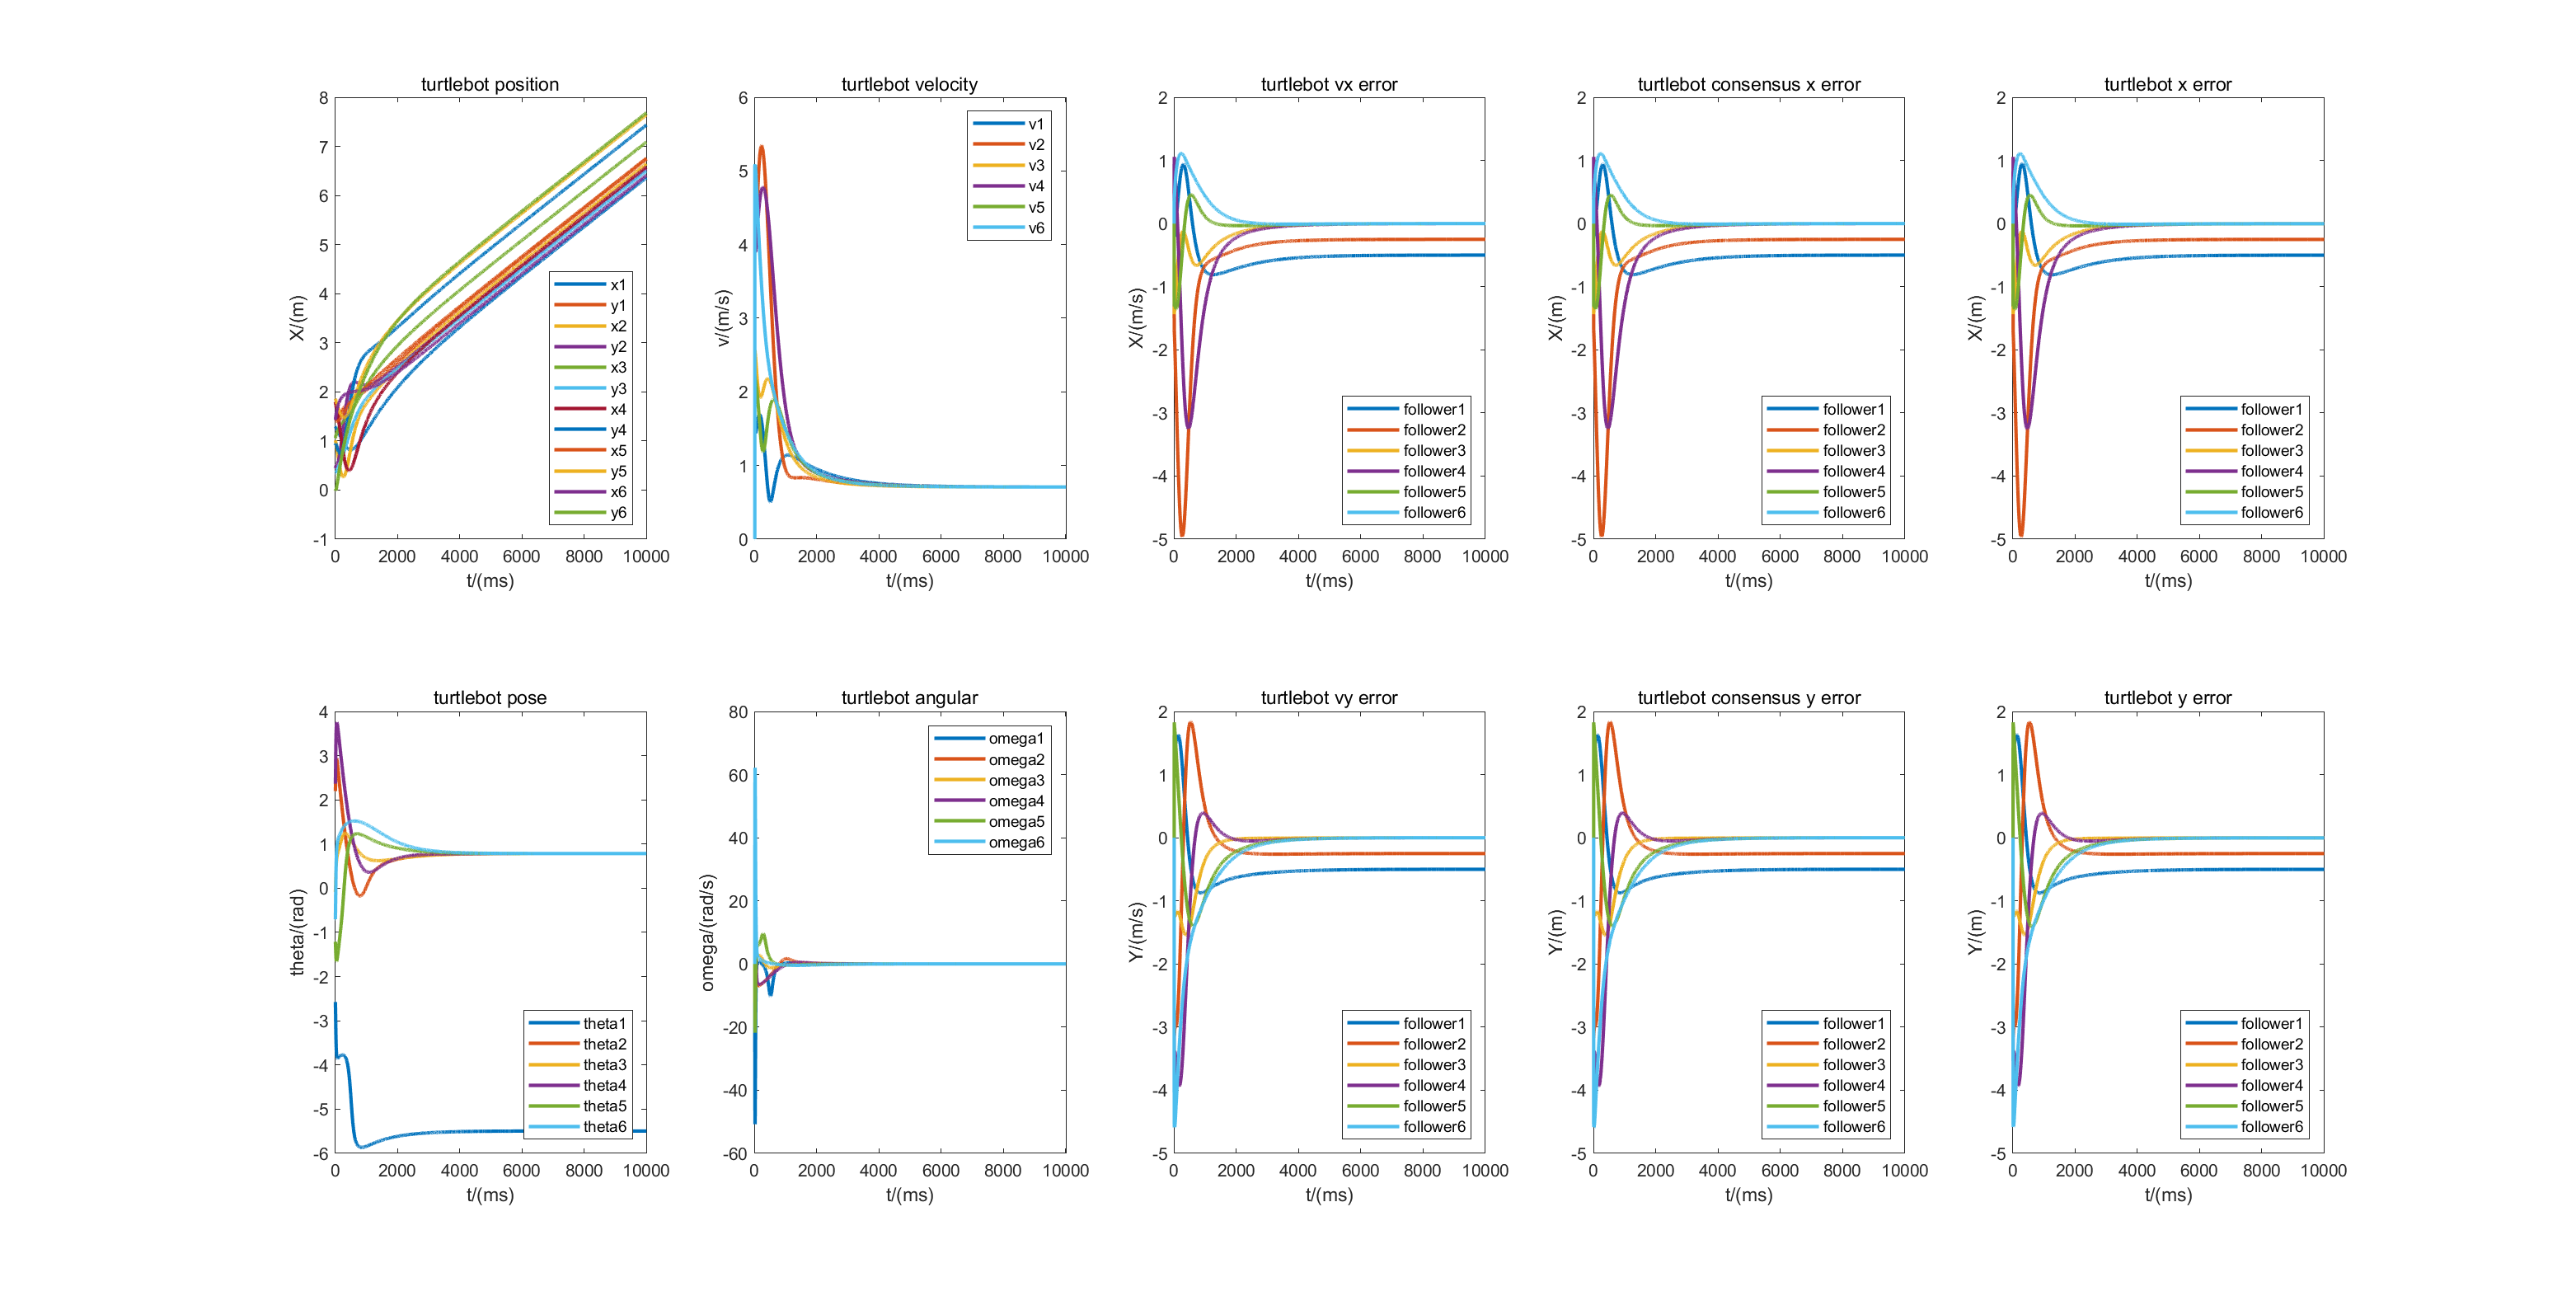 turtlebot position
8
7
6
5
4
3
2
1
0
-1
X/(m)
x1
y1
x2
y2
x3
y3
x4
y4
x5
y5
x6
y6
0 2000 4000 6000 8000 10000
t/(ms)
turtlebot velocity
6
5
4
3
2
1
0
v/(m/s)
v1
v2
v3
v4
v5
v6
0 2000 4000 6000 8000 10000
t/(ms)
turtlebot vx error
2
1
0
-1
-2
-3
-4
-5
X/(m/s)
follower1
follower2
follower3
follower4
follower5
follower6
0 2000 4000 6000 8000 10000
t/(ms)
turtlebot consensus x error
2
1
0
-1
-2
-3
-4
-5
X/(m)
follower1
follower2
follower3
follower4
follower5
follower6
0 2000 4000 6000 8000 10000
t/(ms)
turtlebot x error
2
1
0
-1
-2
-3
-4
-5
X/(m)
follower1
follower2
follower3
follower4
follower5
follower6
0 2000 4000 6000 8000 10000
t/(ms)
turtlebot pose
4
3
2
1
0
-1
-2
-3
-4
-5
-6
theta/(rad)
theta1
theta2
theta3
theta4
theta5
theta6
0 2000 4000 6000 8000 10000
t/(ms)
turtlebot angular
80
60
40
20
0
-20
-40
-60
omega/(rad/s)
omega1
omega2
omega3
omega4
omega5
omega6
0 2000 4000 6000 8000 10000
t/(ms)
turtlebot vy error
2
1
0
-1
-2
-3
-4
-5
Y/(m/s)
follower1
follower2
follower3
follower4
follower5
follower6
0 2000 4000 6000 8000 10000
t/(ms)
turtlebot consensus y error
2
1
0
-1
-2
-3
-4
-5
Y/(m)
follower1
follower2
follower3
follower4
follower5
follower6
0 2000 4000 6000 8000 10000
t/(ms)
turtlebot y error
2
1
0
-1
-2
-3
-4
-5
Y/(m)
follower1
follower2
follower3
follower4
follower5
follower6
0 2000 4000 6000 8000 10000
t/(ms)